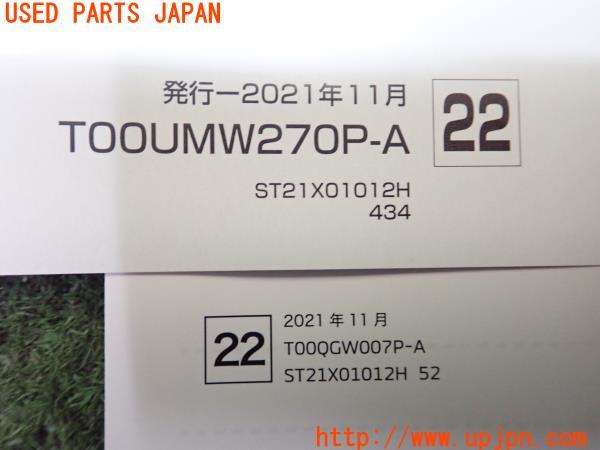 USED PARTS JAPAN
発行ー2021年11月
T00UMW270P-A
22
ST21X01012H
434
22
2021年11月
T00QGW007P-A
ST21X01012H 52
http://www.upjpn.com